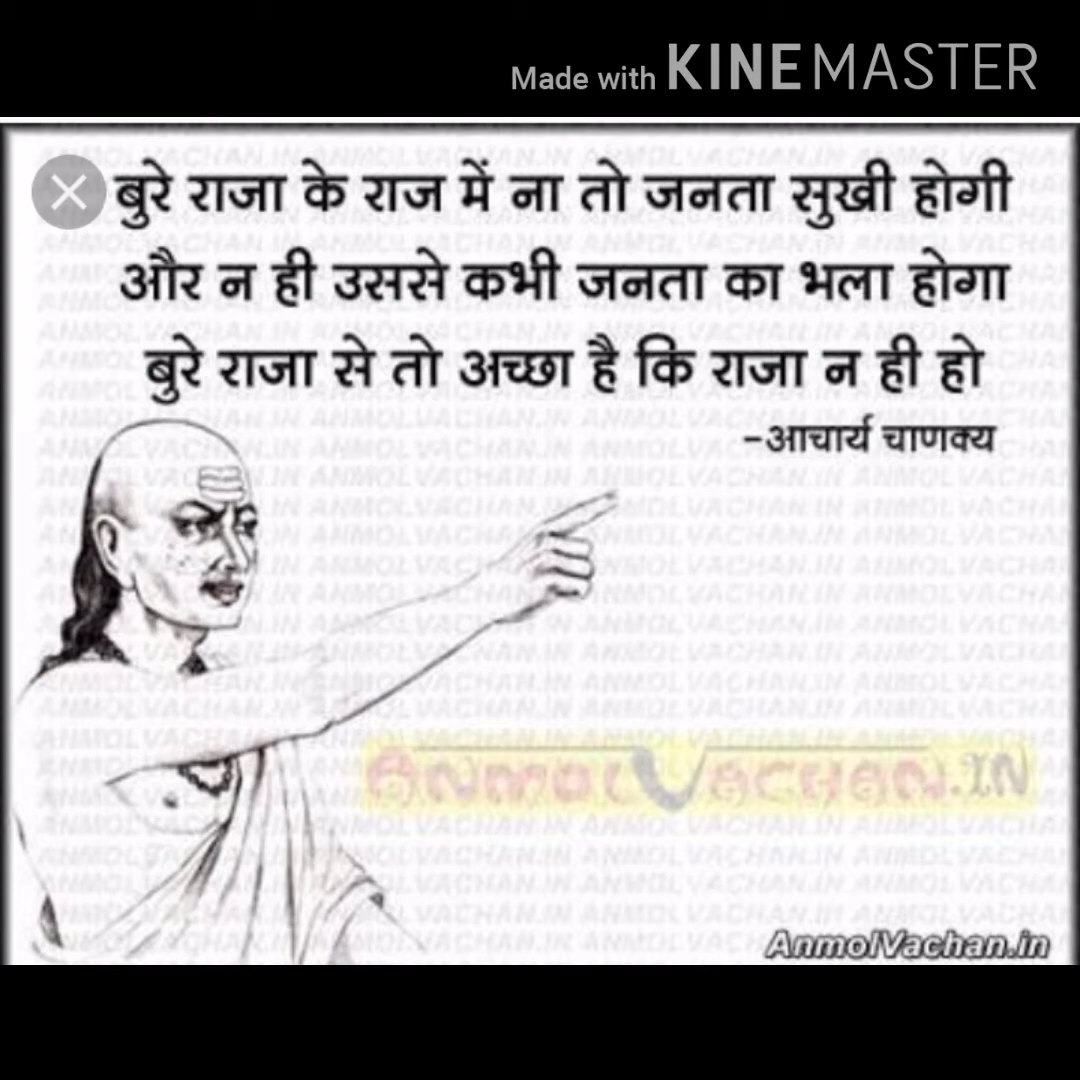 Made with KINEMASTER
बुरे राजा के राज में ना तो जनता सुखी होगी
और न ही उससे कभी जनता का भला होगा
बुरे राजा से तो अच्छा है कि राजा न ही हो
-आचार्य चाणक्य
ANMOLVACHAN.IN
AnmolVachan.in